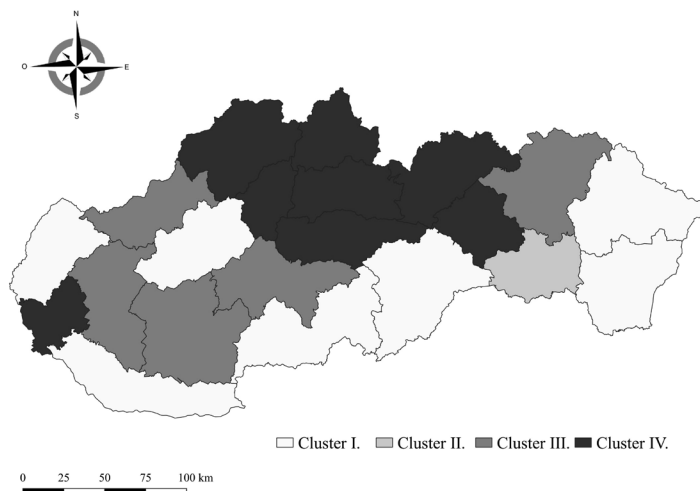 N
O E
S
Cluster I. Cluster II. Cluster III. Cluster IV.
0 25 50 75 100 km